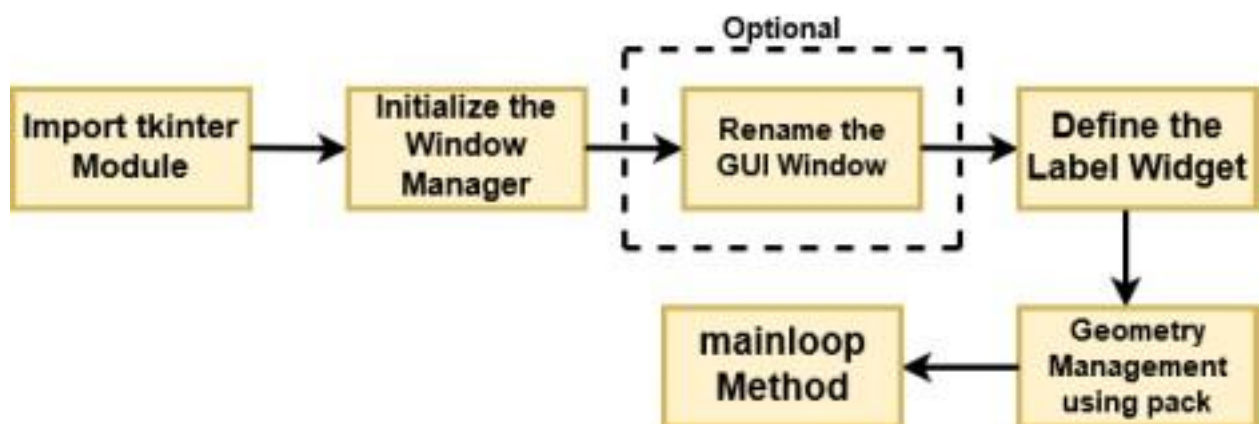 Optional
Import tkinter
Module
Initialize the
Window
Manager
Rename the
GUI Window
Define the
Label Widget
mainloop
Method
Geometry
Management
using pack